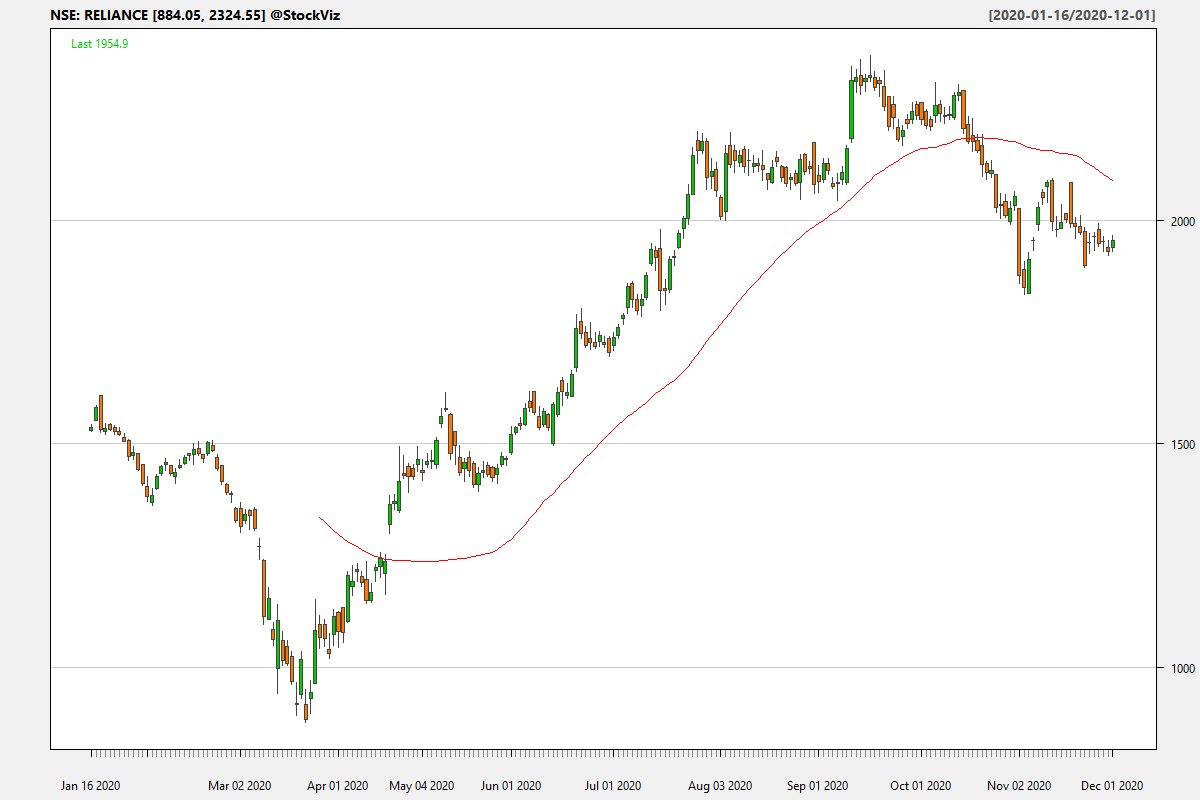 NSE: RELIANCE [884.05, 2324.55] @StockViz
[2020-01-16/2020-12-01]
Last 1954.9
2000
1500
1000
Jan 16 2020
Mar 02 2020
Apr 01 2020
May 04 2020
Jun 01 2020
Jul 01 2020
Aug 03 2020
Sep 01 2020
Oct 01 2020
Nov 02 2020
Dec 01 2020